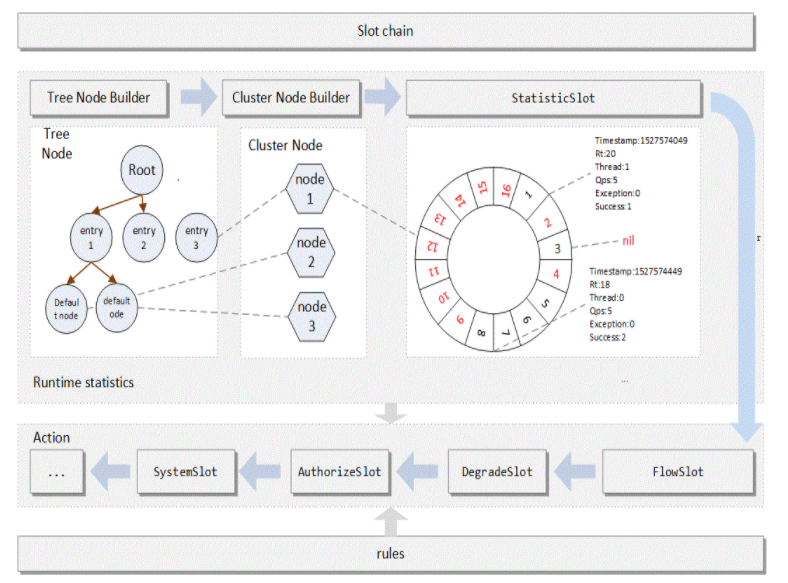 Slot chain
Tree Node Builder
Cluster Node Builder
StatisticSlot
Tree
Node
Root
entry
1
entry
2
entry
3
Defaul
t node
default
ode
Cluster Node
node
1
node
2
node
3
1
2
3
4
5
6
7
8
9
10
11
12
13
14
15
16
Timestamp:1527574049
Rt:20
Thread:1
Qps:5
Exception:0
Success:1
nil
Timestamp:1527574449
Rt:18
Thread:0
Qps:5
Exception:0
Success:2
...
r
Runtime statistics
Action
...
SystemSlot
AuthorizeSlot
DegradeSlot
FlowSlot
rules